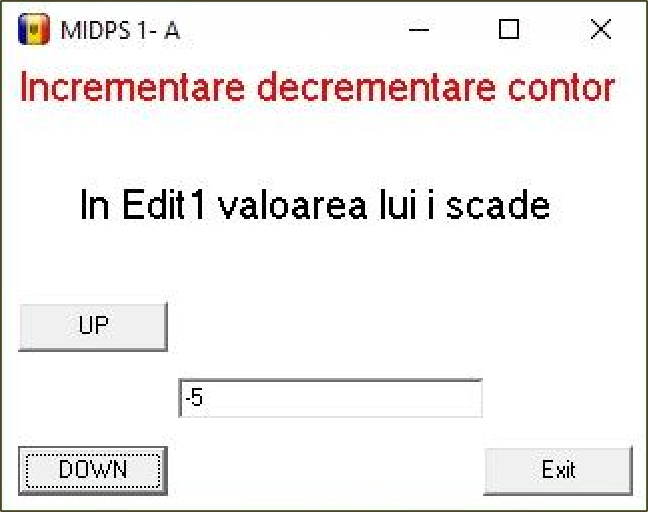 MIDPS 1- A
Incrementare decrementare contor
In Edit1 valoarea lui i scade
UP
-5
DOWN
Exit